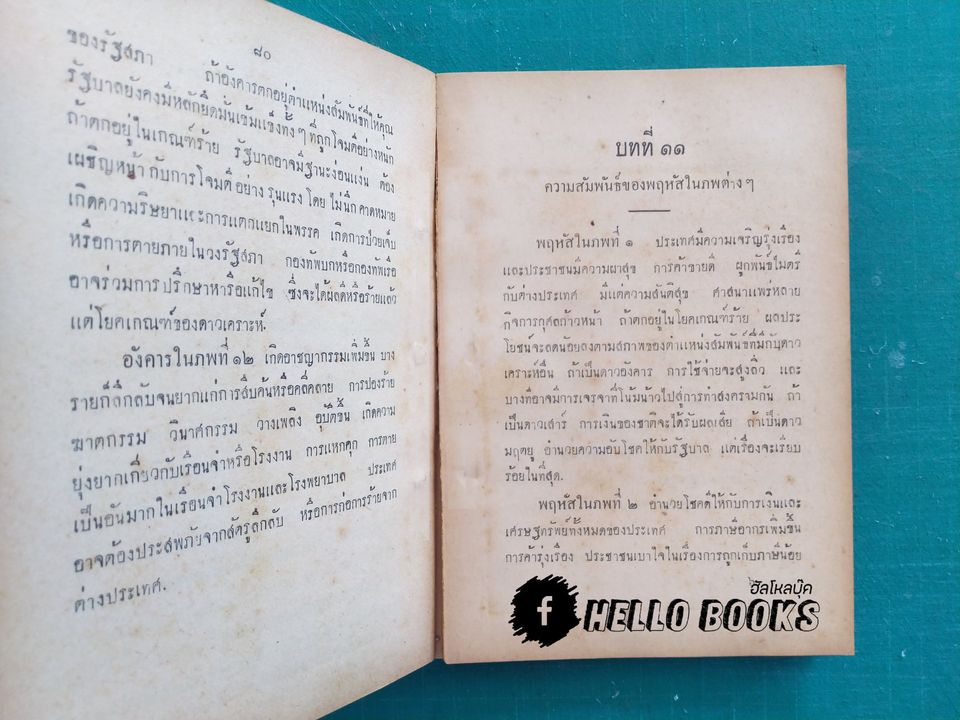 ๘๐
ของรัฐสภา ถ้าอังคารตกอยู่ตำแหน่งสัมพันธ์ที่ให้คุณ
รัฐบาลยังคงมีหลักยึดมั่นเข้มแข็งทั้ง ๆ ที่ถูกโจมตีอย่างหนัก
ถ้าตกอยู่ในเกณฑ์ร้าย รัฐบาลอาจมีฐานะง่อนแง่น ต้อง
เผชิญหน้ากับการโจมตีอย่างรุนแรงโดยไม่นึกคาดหมาย
เกิดความริษยาและการแตกแยกในพรรค เกิดการป่วยเจ็บ
หรือการตายภายในวงรัฐสภา กองทัพบกหรือกองทัพเรือ
อาจร่วมการปรึกษาหารือแก้ไข ซึ่งจะได้ผลดีหรือร้ายแล้ว
แต่โยคเกณฑ์ของดาวเคราะห์.
อังคารในภพที่ ๑๒ เกิดอาชญากรรมเพิ่มขึ้น บาง
รายก็ลึกลับจนยากแก่การสืบค้นหรือคลี่คลาย การปองร้าย
ฆาตกรรม วินาศกรรม วางเพลิง อุบัติขึ้น เกิดความ
ยุ่งยากเกี่ยวกับเรือนจำหรือโรงงาน การแหกคุก การตาย
เป็นอันมากในเรือนจำโรงงานและโรงพยาบาล ประเทศ
อาจต้องประสพภัยจากสัตรูลึกลับ หรือการก่อการร้ายจาก
ต่างประเทศ.
บทที่ ๑๑
ความสัมพันธ์ของพฤหัสในภพต่าง ๆ
พฤหัสในภพที่ ๑ ประเทศมีความเจริญรุ่งเรือง
และประชาชนมีความผาสุข การค้าขายดี ผูกพันธ์ไมตรี
กับต่างประเทศ มีแต่ความสันติสุข ศาสนาแพร่หลาย
กิจการกุศลก้าวหน้า ถ้าตกอยู่ในโยคเกณฑ์ร้าย ผลประ
โยชน์จะลดน้อยลงตามสภาพของตำแหน่งสัมพันธ์ที่มีกับดาว
เคราะห์อื่น ถ้าเป็นดาวอังคาร การใช้จ่ายจะสูงลิ่ว และ
บางทีอาจมีการเจรจาที่โน้มน้าวไปสู่การทำสงครามกัน ถ้า
เป็นดาวเสาร์ การเงินของชาติจะได้รับผลเสีย ถ้าเป็นดาว
มฤตยู อำนวยความอับโชคให้กับรัฐบาล แต่เรื่องจะเรียบ
ร้อยในที่สุด.
พฤหัสในภพที่ ๒ อำนวยโชคดีให้กับการเงินและ
เศรษฐทรัพย์ทั้งหมดของประเทศ การภาษีอากรเพิ่มขึ้น
การค้ารุ่งเรือง ประชาชนเบาใจในเรื่องการถูกเก็บภาษีน้อย
ฮัลโหลบุ๊ค
f HELLO BOOKS